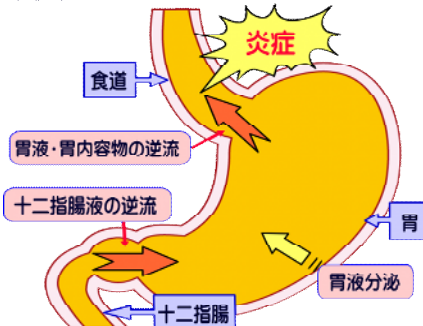 炎症
食道
胃液・胃内容物の逆流
十二指腸液の逆流
胃
胃液分泌
十二指腸